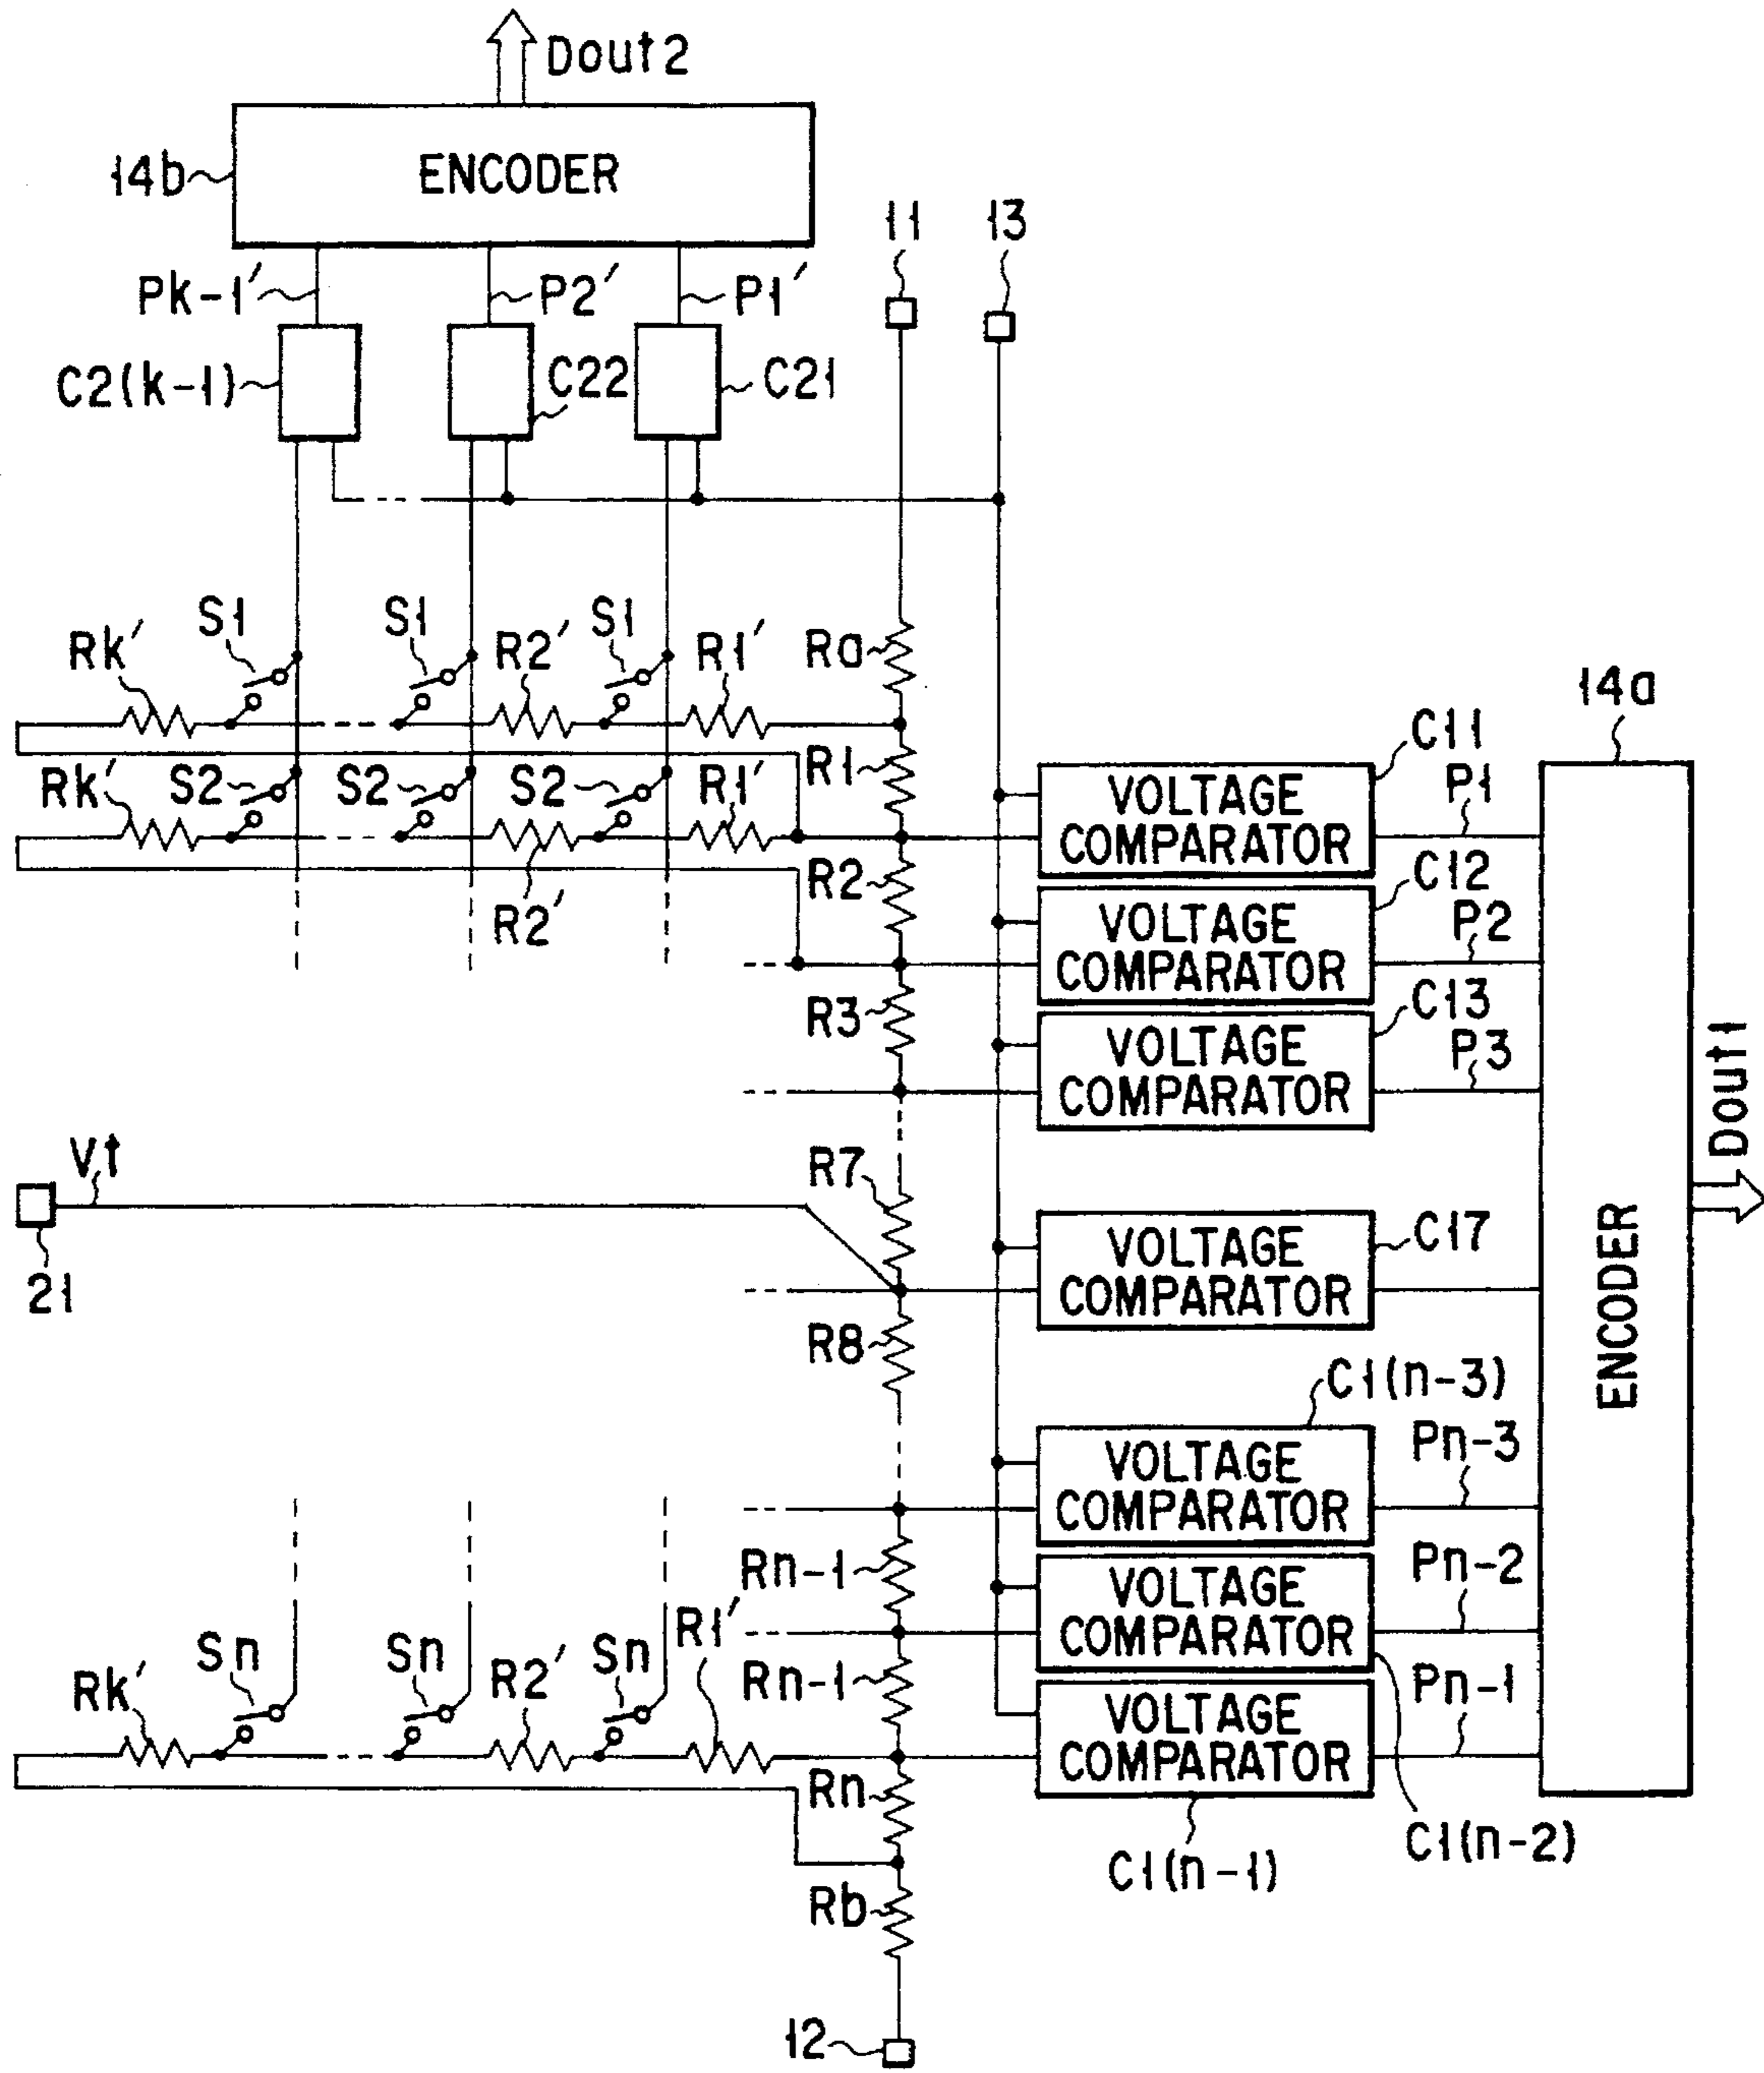 Dout2
14b
ENCODER
11
13
Pk-1′
P2′
P1′
C2(k-1)
C22
C21
Rk′
S1
S1
R2′
S1
R1′
Ra
14a
Rk′
S2
S2
S2
R1′
R1
VOLTAGE
COMPARATOR
C11
P1
R2′
R2
VOLTAGE
COMPARATOR
C12
P2
R3
VOLTAGE
COMPARATOR
C13
P3
Dout1
Vt
21
R7
VOLTAGE
COMPARATOR
C17
ENCODER
R8
C1(n-3)
VOLTAGE
COMPARATOR
Pn-3
Rn-1
VOLTAGE
COMPARATOR
Pn-2
Rk′
Sn
Sn
R2′
Sn
R1′
Rn-1
VOLTAGE
COMPARATOR
Pn-1
Rn
C1(n-1)
C1(n-2)
Rb
12